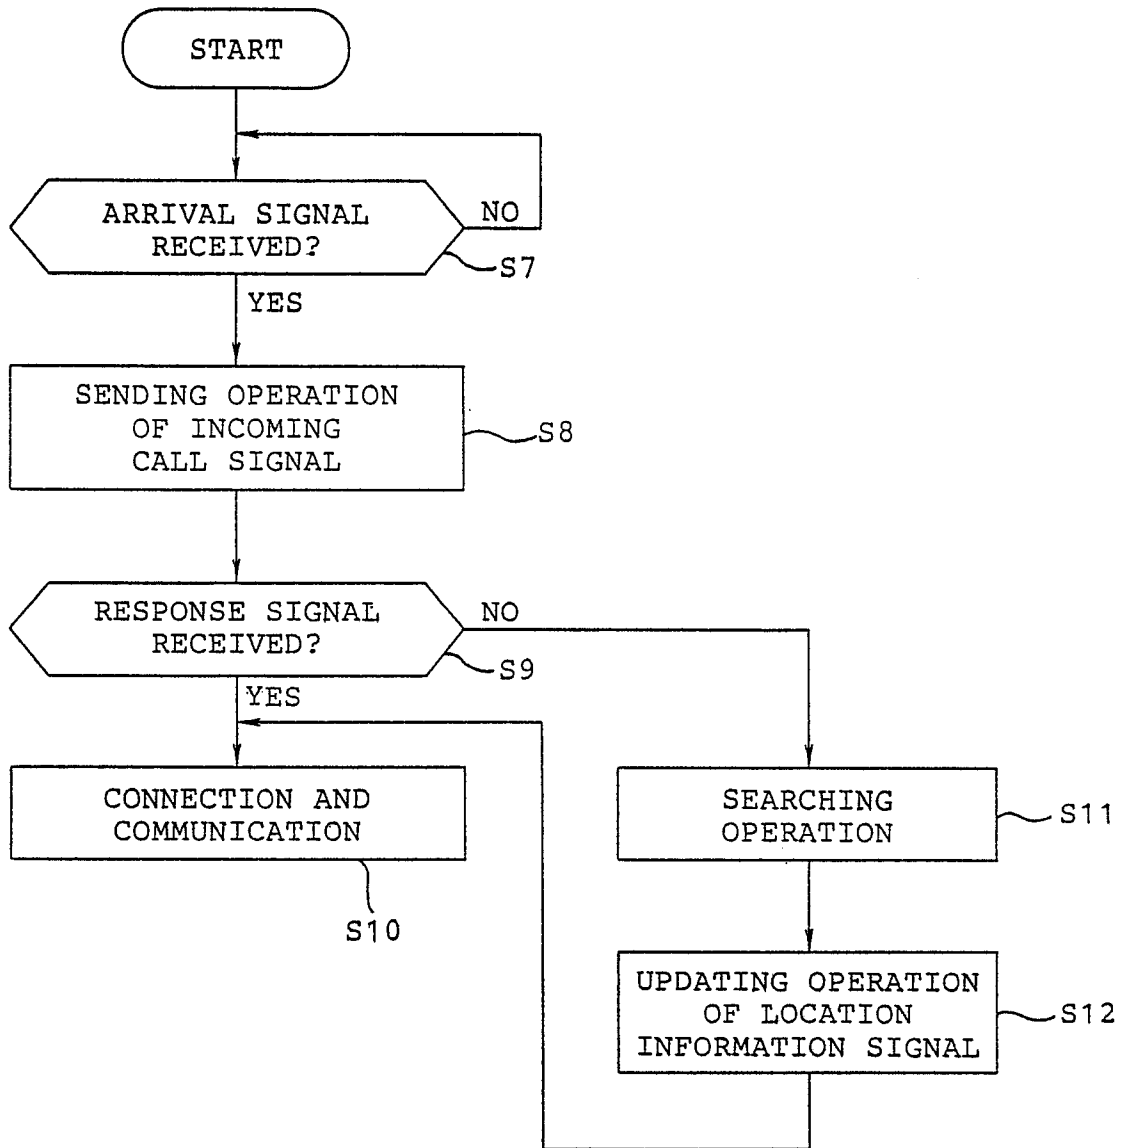 START
ARRIVAL SIGNAL
RECEIVED?
NO
S7
YES
SENDING OPERATION
OF INCOMING
CALL SIGNAL
S8
RESPONSE SIGNAL
RECEIVED?
NO
S9
YES
CONNECTION AND
COMMUNICATION
S10
SEARCHING
OPERATION
S11
UPDATING OPERATION
OF LOCATION
INFORMATION SIGNAL
S12